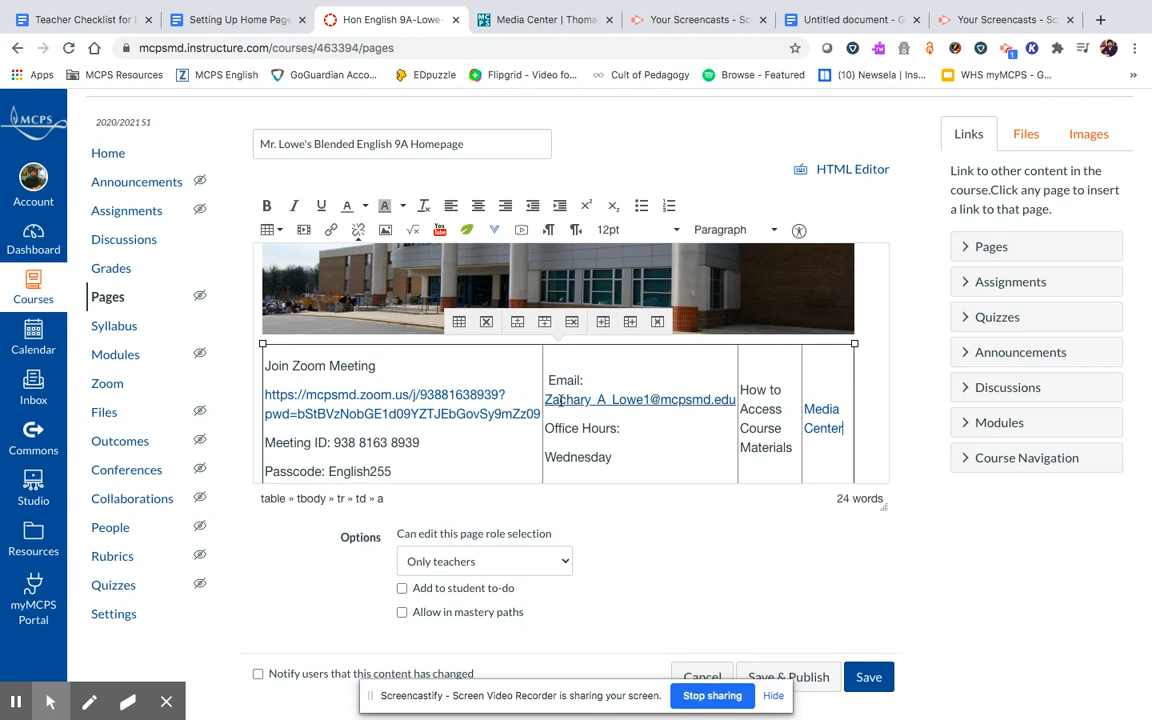 Teacher Checklist for M
Setting Up Home Page
Hon English 9A-Lowe-
MCPS
Media Center | Thoma
Your Screencasts - Sc
Untitled document - G
Your Screencasts - Sc
mcpsmd.instructure.com/courses/463394/pages
Apps
MCPS Resources
MCPS English
GoGuardian Acco...
EDpuzzle
Flipgrid - Video fo...
Cult of Pedagogy
Browse - Featured
(10) Newsela | Ins...
WHS myMCPS - G...
MCPS
Account
Dashboard
Courses
Calendar
Inbox
Commons
Studio
Resources
myMCPS
Portal
2020/2021 S1
Home
Announcements
Assignments
Discussions
Grades
Pages
Syllabus
Modules
Zoom
Files
Outcomes
Collaborations
People
Rubrics
Quizzes
Settings
Mr. Lowe's Blended English 9A Homepage
HTML Editor
12pt
Paragraph
Join Zoom Meeting
https://mcpsmd.zoom.us/j/93881638939?
pwd=bStBVzNobGE1d09YZTJEbGovSy9mZz09
Meeting ID: 938 8163 8939
Passcode: English255
Email:
Zachary_A_Lowe1@mcpsmd.edu
Office Hours:
Wednesday
How to
Access
Course
Materials
Media
Center
table » tbody » tr » td » a
24 words
Options
Can edit this page role selection
Only teachers
Add to student to-do
Allow in mastery paths
Notify users that this content has changed
Cancel
Save & Publish
Save
Links
Files
Images
Link to other content in the
course.Click any page to insert
a link to that page.
Pages
Assignments
Quizzes
Announcements
Discussions
Modules
Course Navigation
Screencastify - Screen Video Recorder is sharing your screen.
Stop sharing
Hide